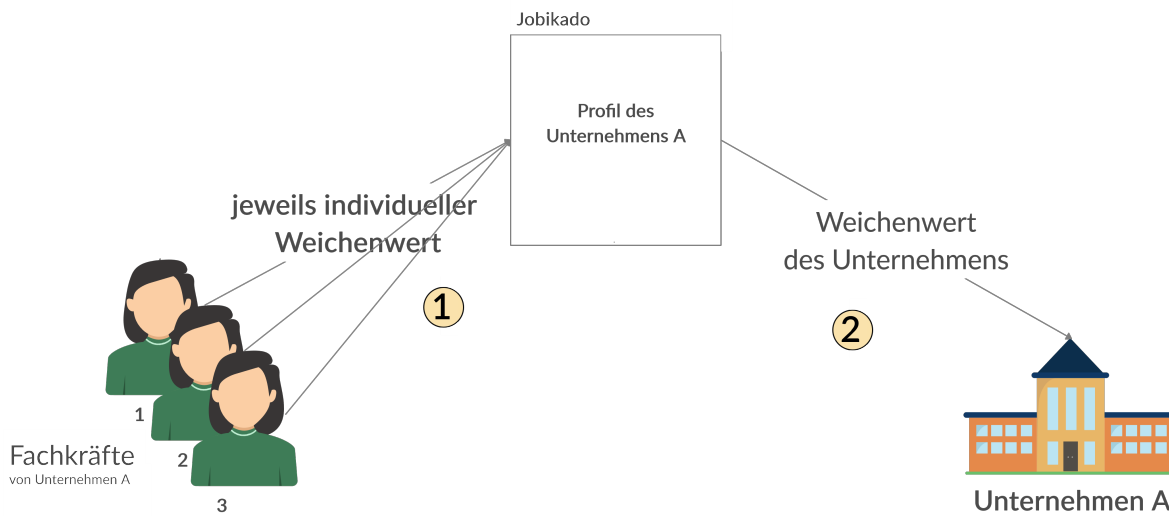 Jobikado
Profil des
Unternehmens A
jeweils individueller
Weichenwert
1
Weichenwert
des Unternehmens
2
1
2
3
Fachkräfte
von Unternehmen A
Unternehmen A